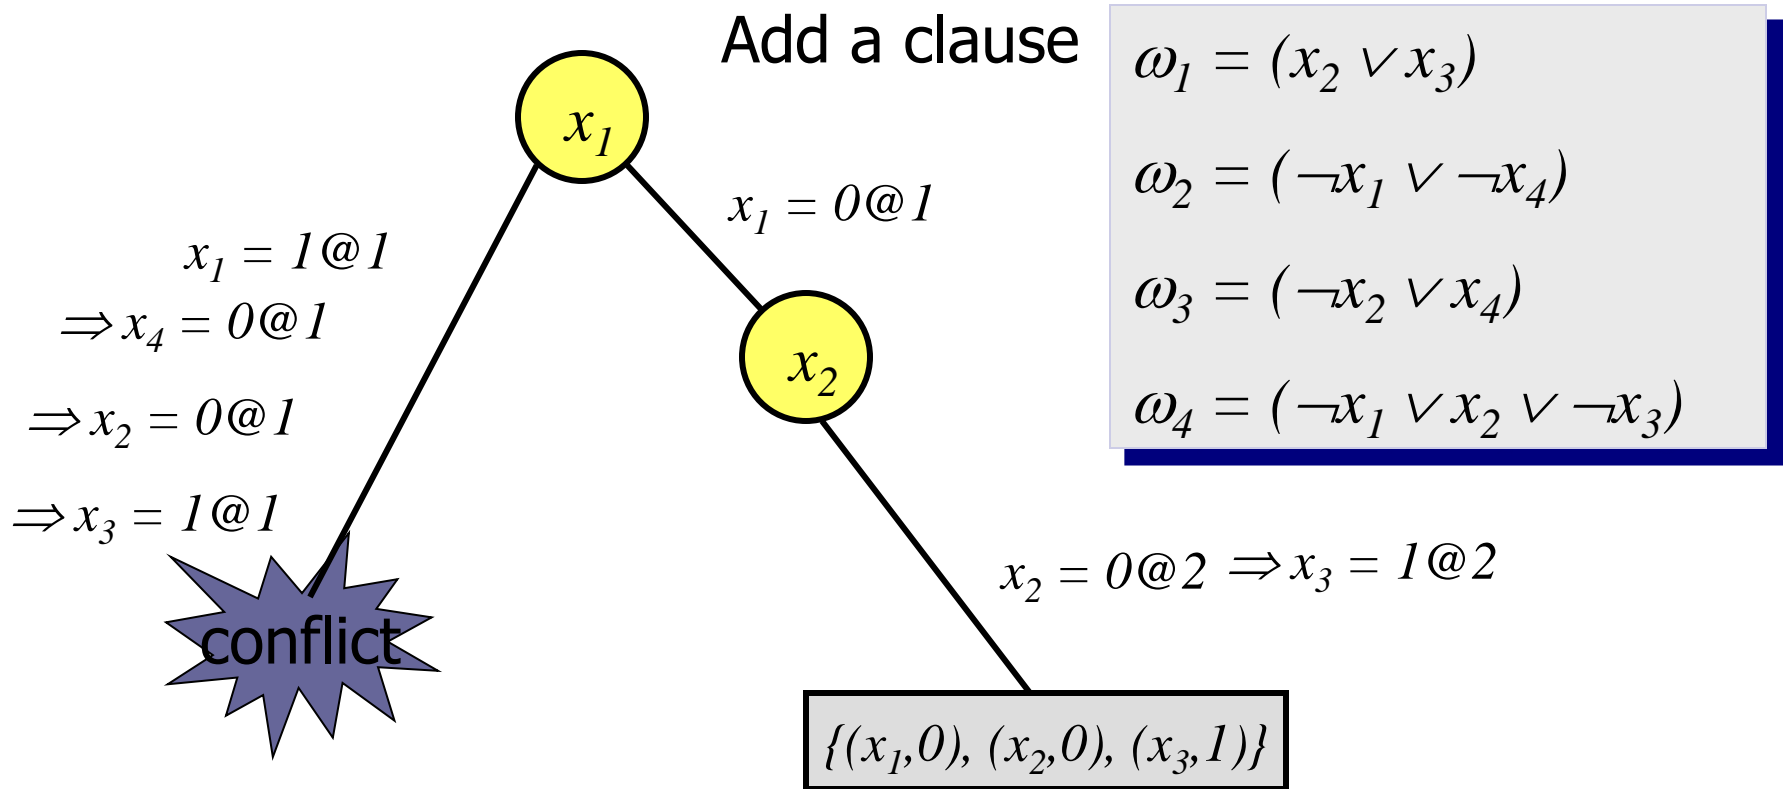 Add a clause
ω1 = (x2 ∨ x3)
ω2 = (¬x1 ∨ ¬x4)
ω3 = (¬x2 ∨ x4)
ω4 = (¬x1 ∨ x2 ∨ ¬x3)
x1
x1 = 0@1
x1 = 1@1
⇒ x4 = 0@1
x2
⇒ x2 = 0@1
⇒ x3 = 1@1
x2 = 0@2 ⇒ x3 = 1@2
conflict
{(x1,0), (x2,0), (x3,1)}